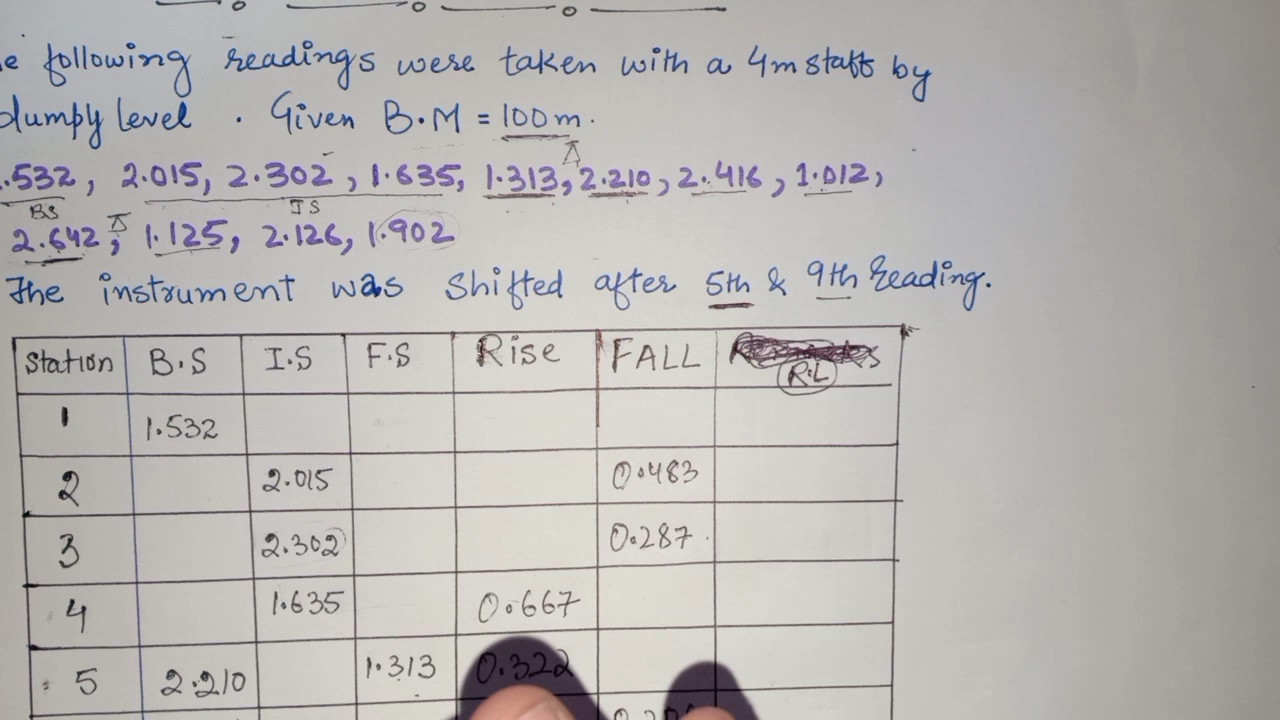 e following readings were taken with a 4m staff by
dumpy level . Given B.M = 100m.
.532, 2.015, 2.302, 1.635, 1.313, 2.210, 2.416, 1.012,
BS IS
2.642, 1.125, 2.126, 1.902
The instrument was shifted after 5th & 9th reading.
Station B.S I.S F.S Rise FALL R.L
1 1.532
2 2.015 0.483
3 2.302 0.287
4 1.635 0.667
5 2.210 1.313 0.322